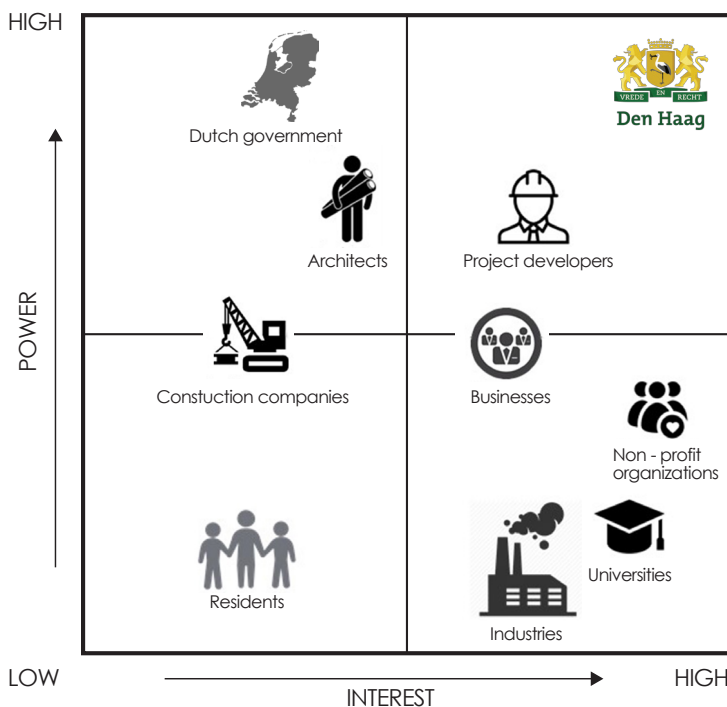 HIGH
VREDE EN RECHT
Den Haag
Dutch government
Architects
Project developers
POWER
Constuction companies
Businesses
Non - profit
organizations
Residents
Universities
Industries
LOW
HIGH
INTEREST